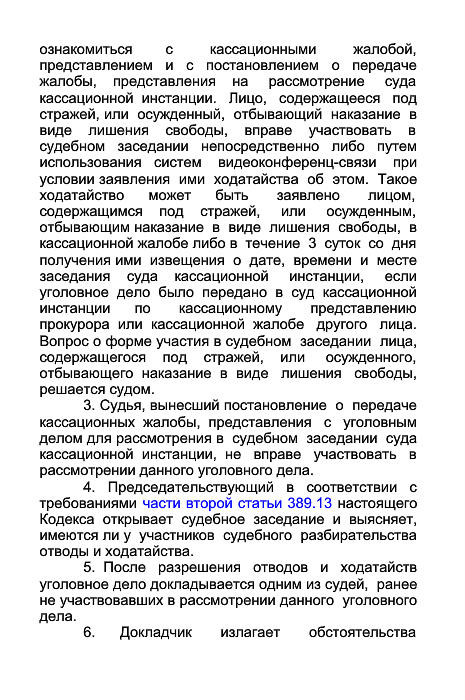 ознакомиться с кассационными жалобой,
представлением и с постановлением о передаче
жалобы, представления на рассмотрение суда
кассационной инстанции. Лицо, содержащееся под
стражей, или осужденный, отбывающий наказание в
виде лишения свободы, вправе участвовать в
судебном заседании непосредственно либо путем
использования систем видеоконференц-связи при
условии заявления ими ходатайства об этом. Такое
ходатайство может быть заявлено лицом,
содержащимся под стражей, или осужденным,
отбывающим наказание в виде лишения свободы, в
кассационной жалобе либо в течение 3 суток со дня
получения ими извещения о дате, времени и месте
заседания суда кассационной инстанции, если
уголовное дело было передано в суд кассационной
инстанции по кассационному представлению
прокурора или кассационной жалобе другого лица.
Вопрос о форме участия в судебном заседании лица,
содержащегося под стражей, или осужденного,
отбывающего наказание в виде лишения свободы,
решается судом.
3. Судья, вынесший постановление о передаче
кассационных жалобы, представления с уголовным
делом для рассмотрения в судебном заседании суда
кассационной инстанции, не вправе участвовать в
рассмотрении данного уголовного дела.
4. Председательствующий в соответствии с
требованиями части второй статьи 389.13 настоящего
Кодекса открывает судебное заседание и выясняет,
имеются ли у участников судебного разбирательства
отводы и ходатайства.
5. После разрешения отводов и ходатайств
уголовное дело докладывается одним из судей, ранее
не участвовавших в рассмотрении данного уголовного
дела.
6. Докладчик излагает обстоятельства